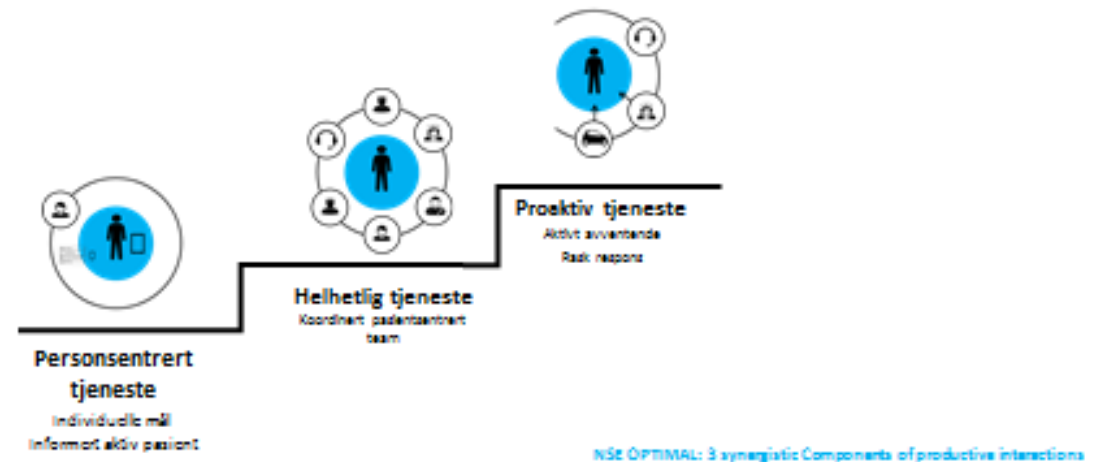 Proaktiv tjeneste
Aktivt avventende
Rask respons
Helhetlig tjeneste
Koordinert pasientsentrert
team
Personsentrert
tjeneste
Individuelle mål
Informert aktiv pasient
NSE OPTIMAL: 3 synergistic Components of productive interactions